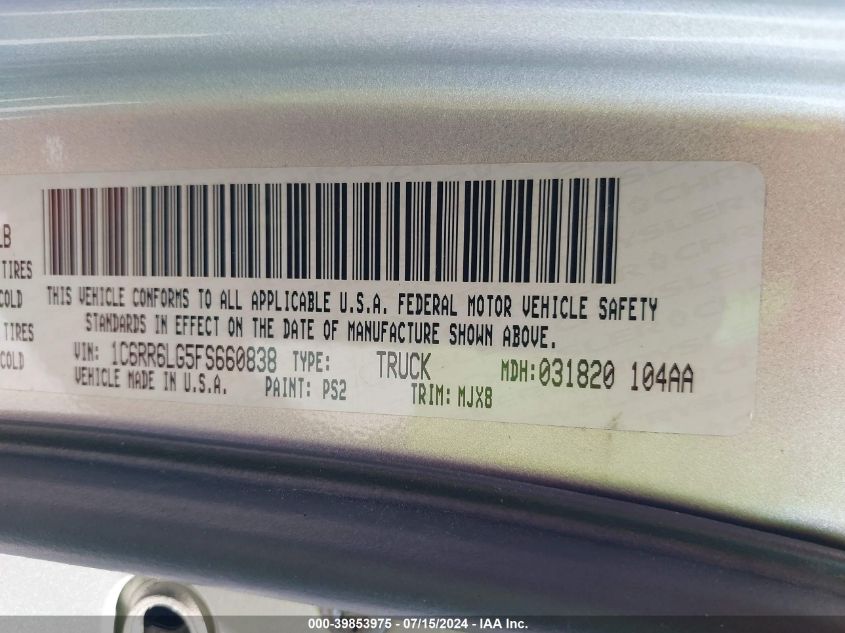 LB
TIRES
COLD
TIRES
COLD
THIS VEHICLE CONFORMS TO ALL APPLICABLE U.S.A. FEDERAL MOTOR VEHICLE SAFETY
STANDARDS IN EFFECT ON THE DATE OF MANUFACTURE SHOWN ABOVE.
VIN: 1C6RR6LG5FS660838 TYPE: TRUCK MDH:031820 104AA
VEHICLE MADE IN U.S.A. PAINT: PS2 TRIM: MJX8
CHRYSLER
000-39853975 - 07/15/2024 - IAA Inc.